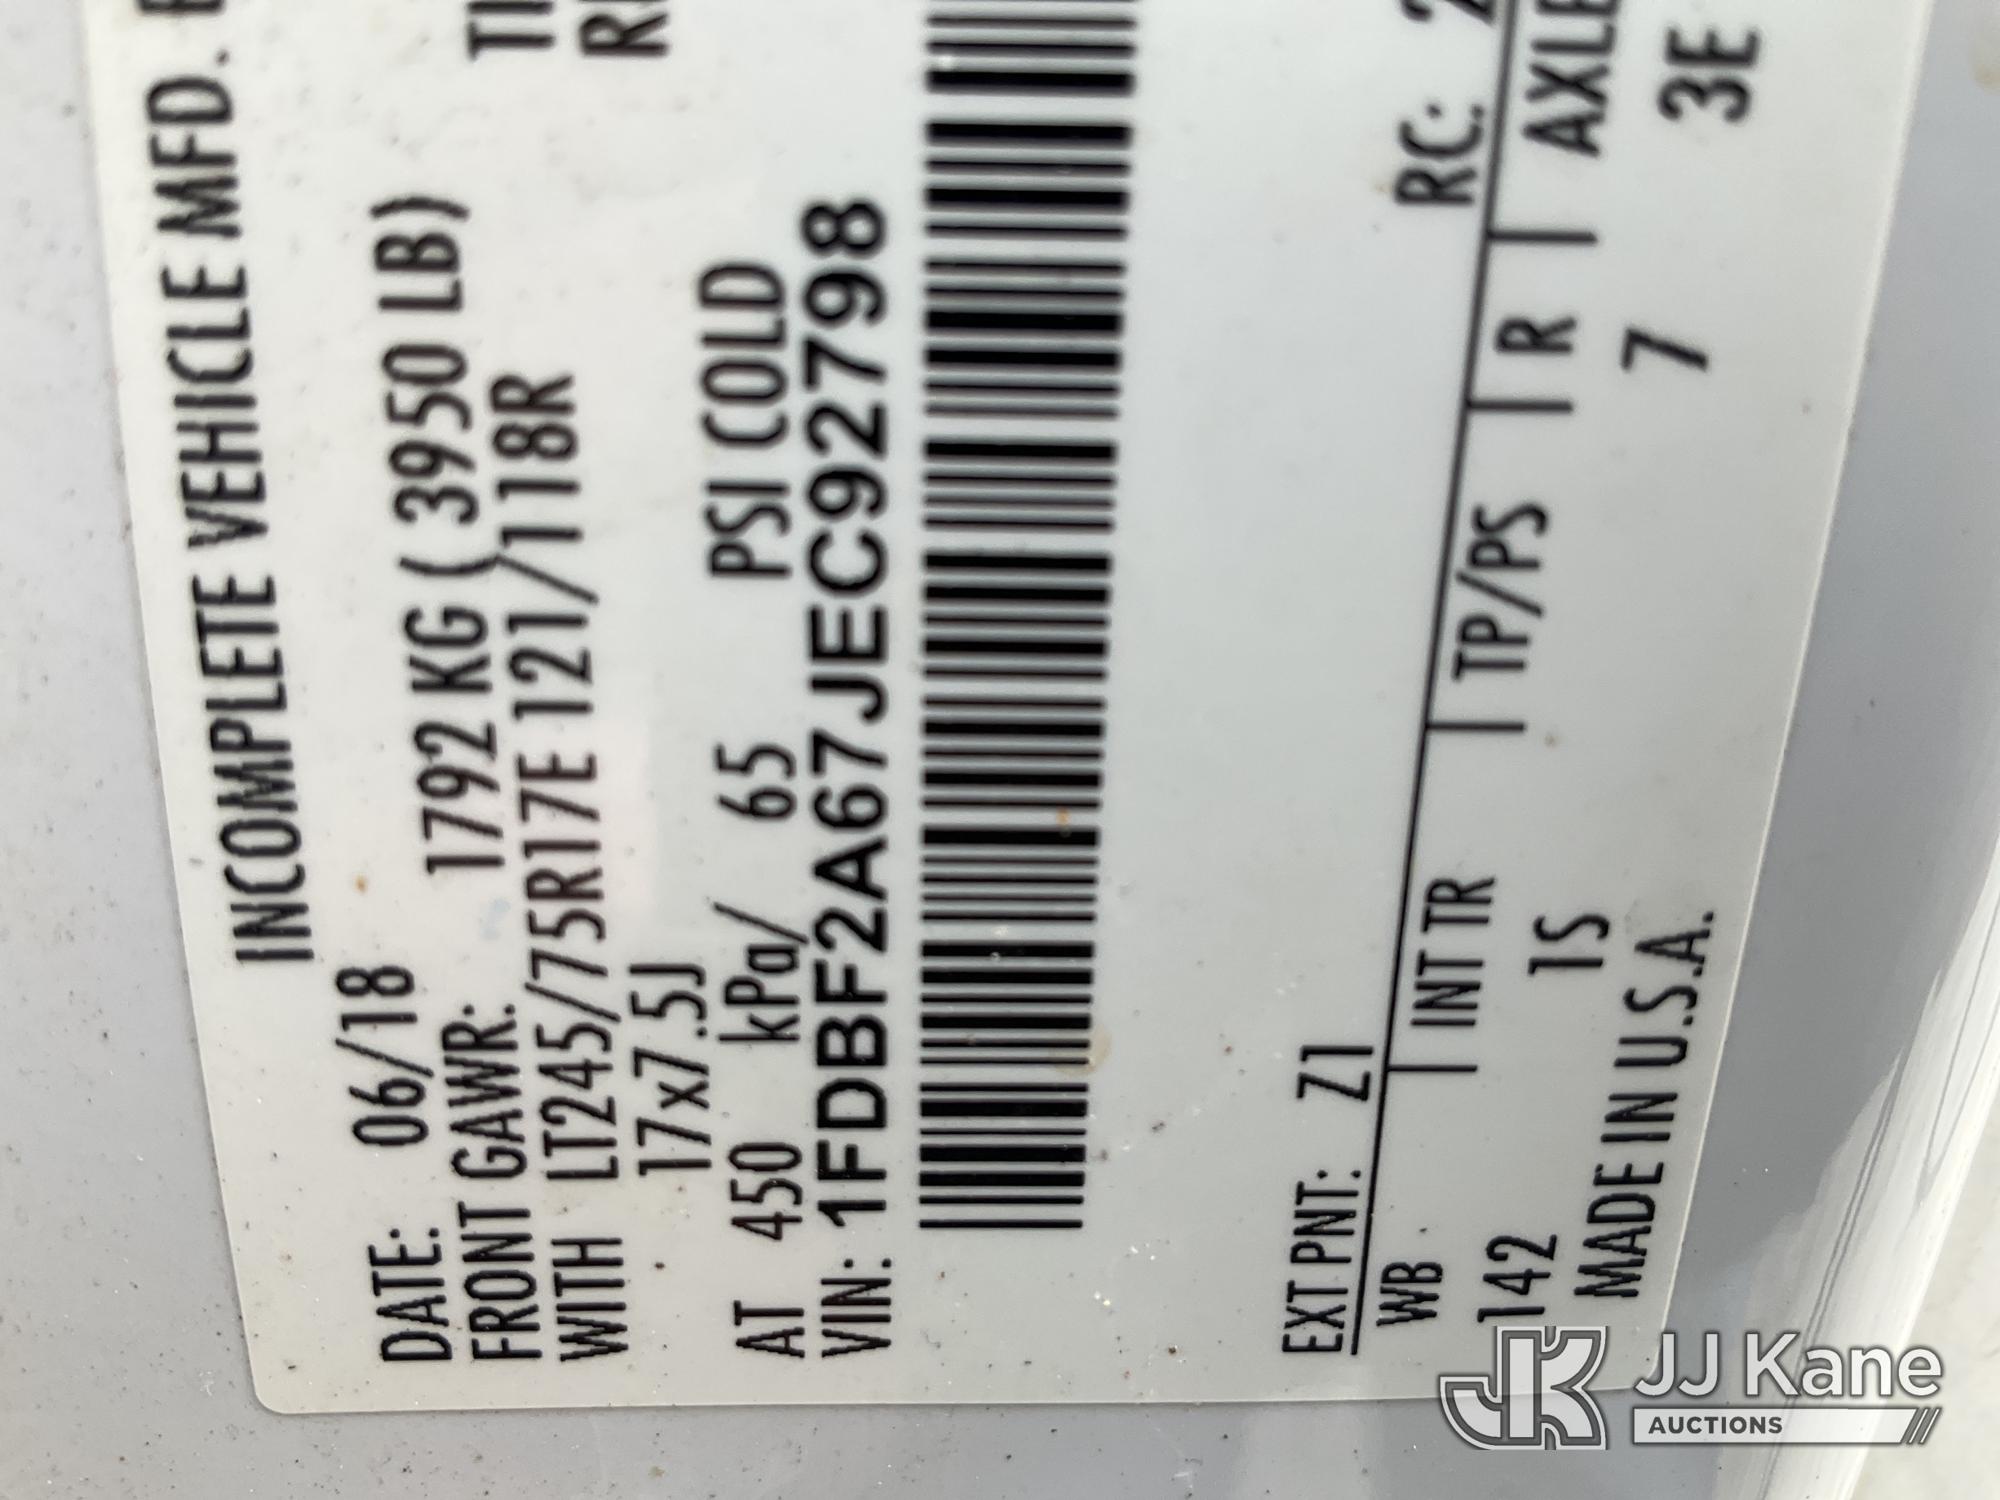 INCOMPLETE VEHICLE MFD.
DATE: 06/18
FRONT GAWR: 1792 KG ( 3950 LB)
WITH LT245/75R17E 121/118R
17x7.5J
AT 450 kPa/ 65 PSI COLD
VIN: 1FDBF2A67JEC92798
EXT PNT: Z1 RC:
WB INT TR TP/PS R AXLE
142 1S 7 3E
MADE IN U.S.A.
JJ Kane
AUCTIONS